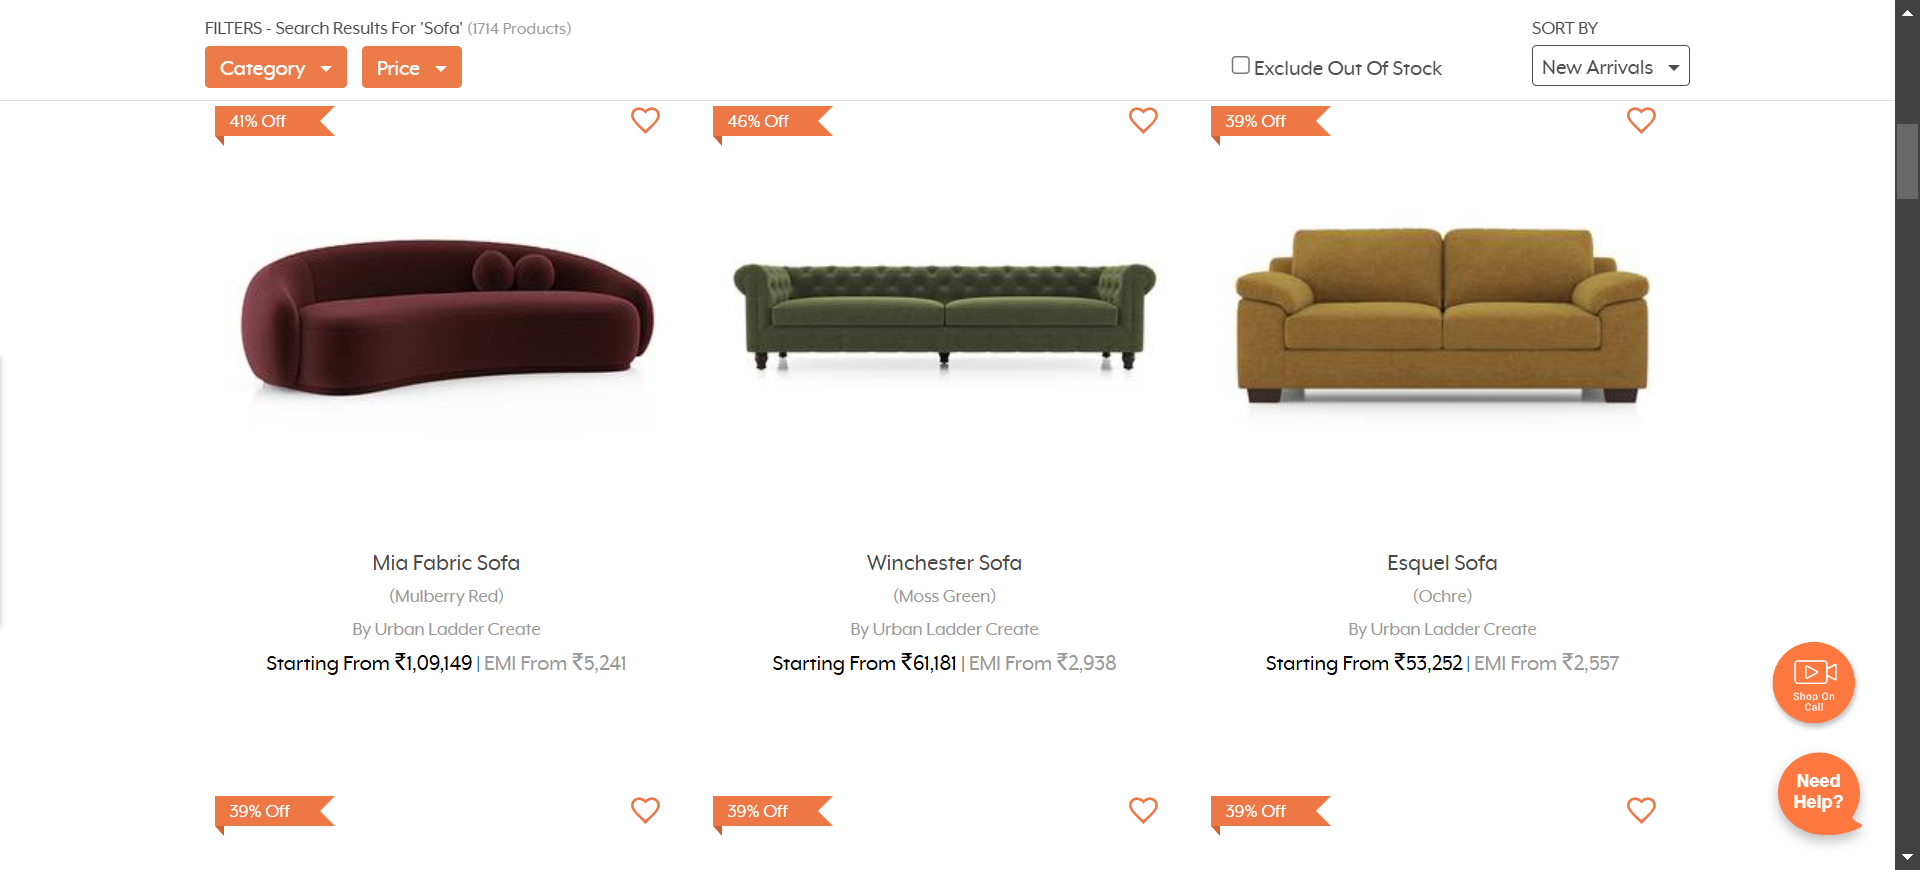 FILTERS - Search Results For 'Sofa' (1714 Products)
SORT BY
Category
Price
Exclude Out Of Stock
New Arrivals
41% Off
46% Off
39% Off
Mia Fabric Sofa
(Mulberry Red)
By Urban Ladder Create
Starting From ₹1,09,149 | EMI From ₹5,241
Winchester Sofa
(Moss Green)
By Urban Ladder Create
Starting From ₹61,181 | EMI From ₹2,938
Esquel Sofa
(Ochre)
By Urban Ladder Create
Starting From ₹53,252 | EMI From ₹2,557
Shop On
Call
Need
Help?
39% Off
39% Off
39% Off